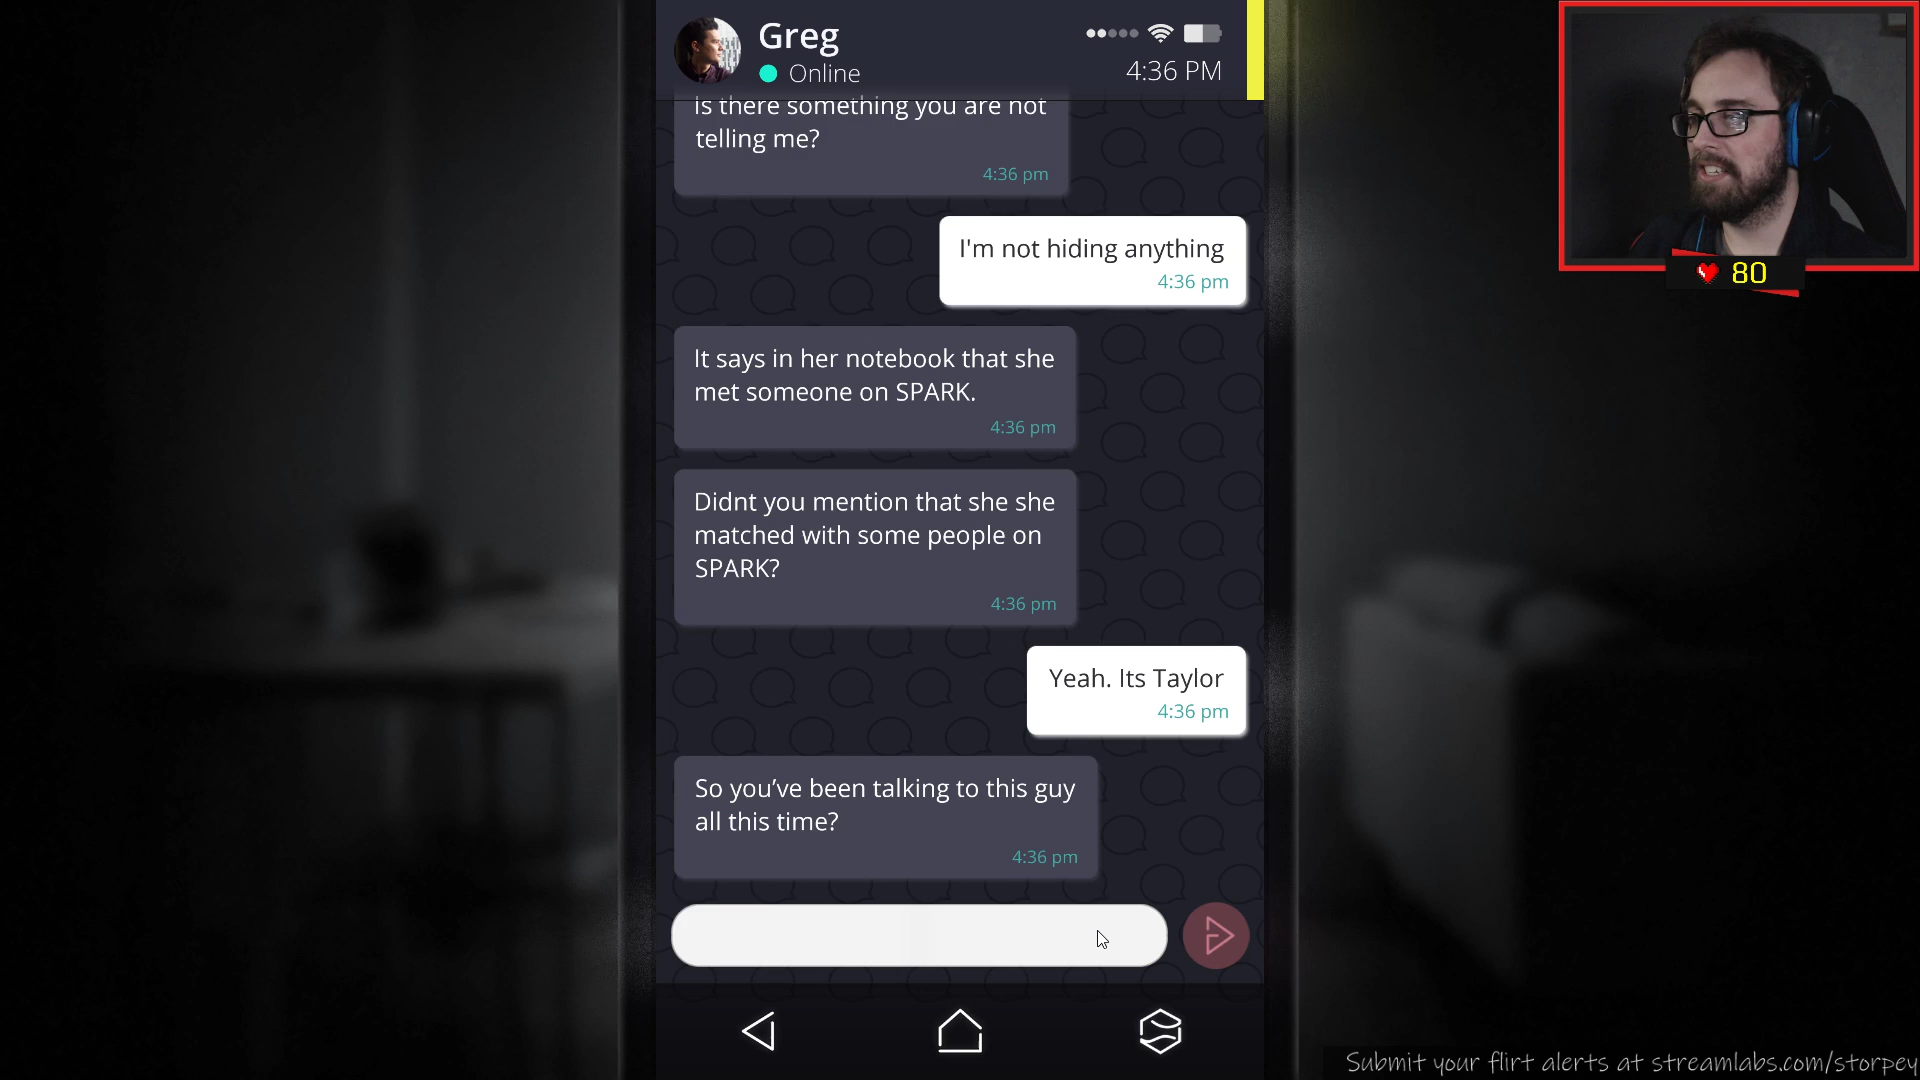 Greg
Online
4:36 PM
Is there something you are not
telling me?
4:36 pm
I'm not hiding anything
4:36 pm
It says in her notebook that she
met someone on SPARK.
4:36 pm
Didnt you mention that she she
matched with some people on
SPARK?
4:36 pm
Yeah. Its Taylor
4:36 pm
So you’ve been talking to this guy
all this time?
4:36 pm
80
Submit your flirt alerts at streamlabs.com/storpey